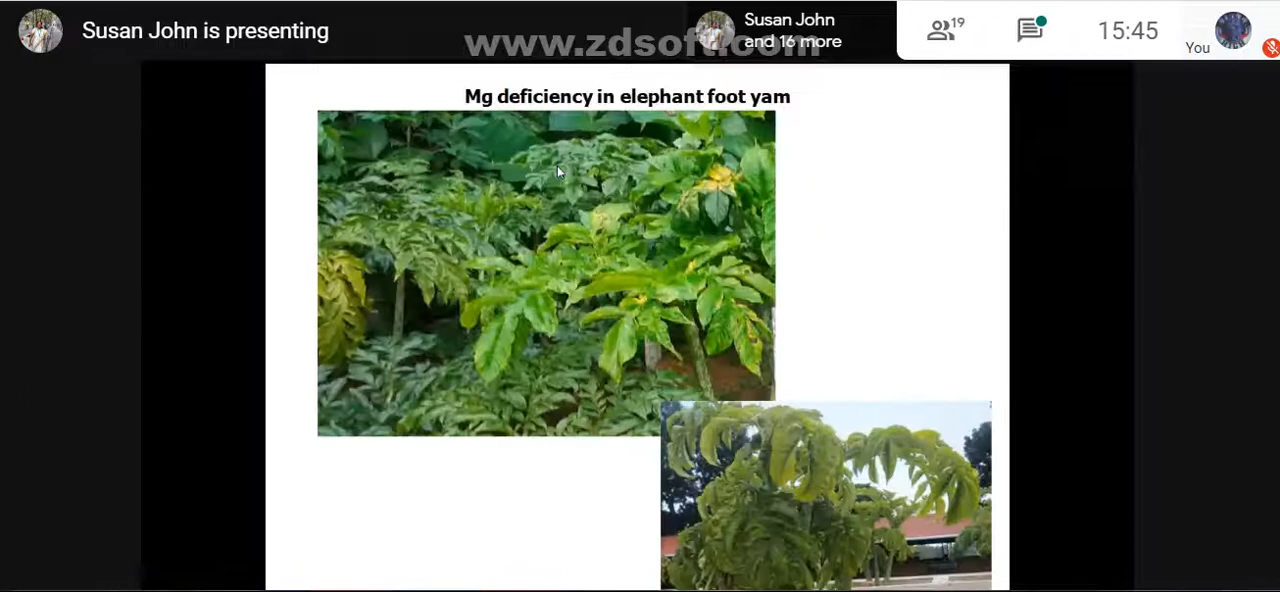 Susan John is presenting
www.zdsoft.com
Susan John
and 16 more
19
15:45
You
Mg deficiency in elephant foot yam